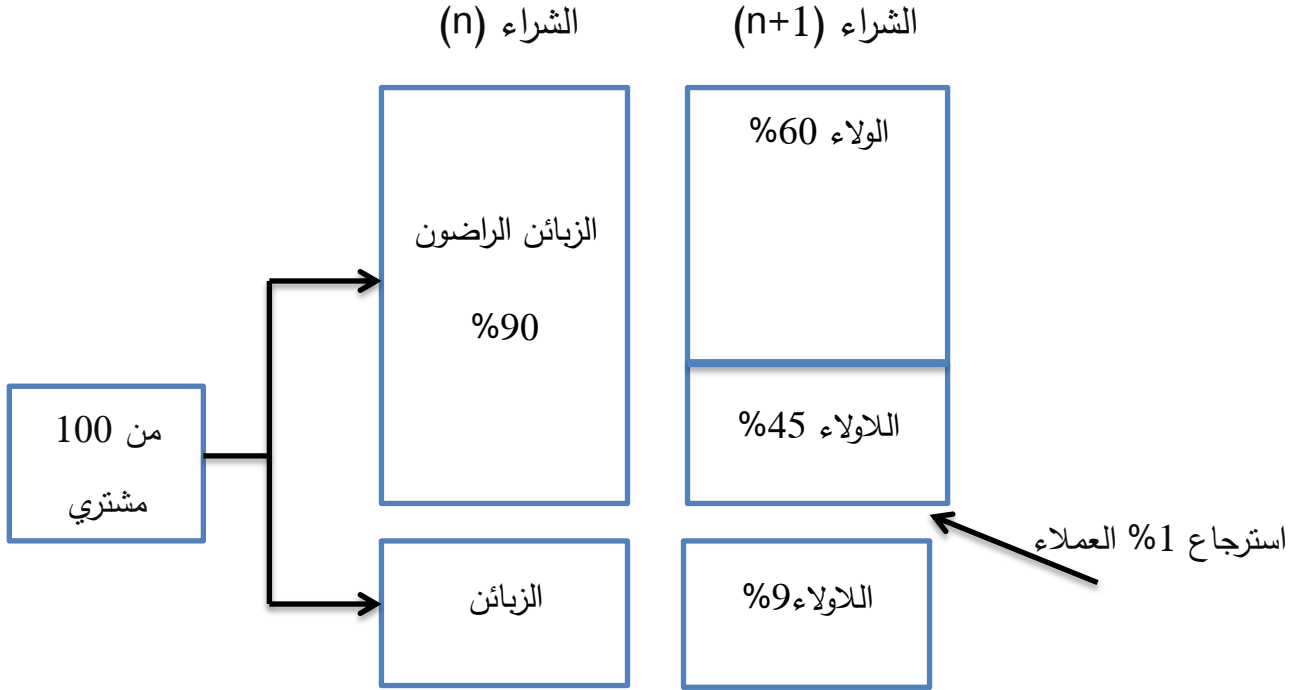 الشراء (n)
الشراء (n+1)
الولاء 60%
الزبائن الراضون
90%
اللاولاء 45%
من 100
مشتري
استرجاع 1% العملاء
الزبائن
اللاولاء9%